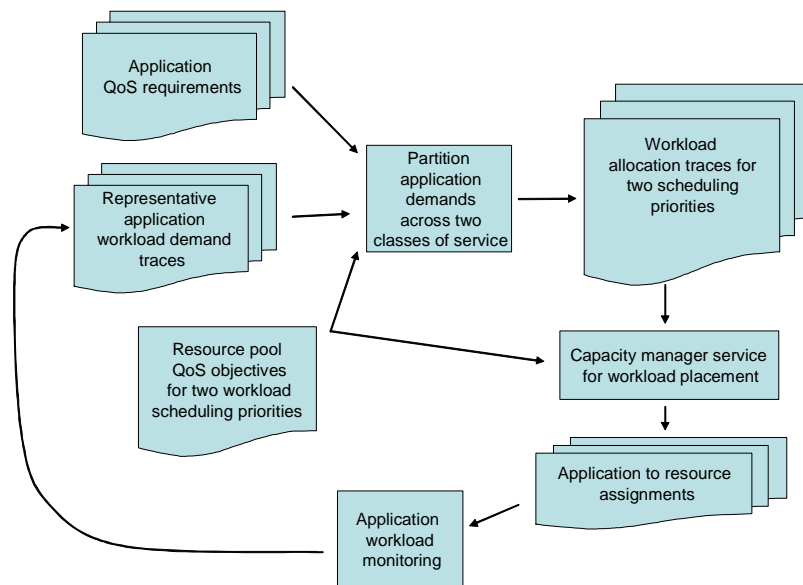 Application
QoS requirements
Representative
application
workload demand
traces
Resource pool
QoS objectives
for two workload
scheduling priorities
Partition
application
demands
across two
classes of service
Workload
allocation traces for
two scheduling
priorities
Capacity manager service
for workload placement
Application to resource
assignments
Application
workload
monitoring